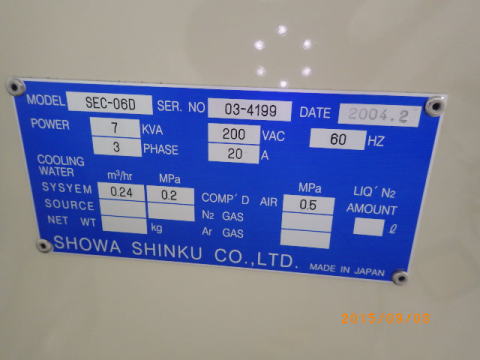 MODEL SEC-06D SER. NO 03-4199 DATE 2004.2
POWER 7 KVA 200 VAC 60 HZ
3 PHASE 20 A
COOLING
WATER m³/hr MPa MPa LIQ´ N2
SYSYEM 0.24 0.2 COMP´D AIR 0.5 AMOUNT
SOURCE N2 GAS ℓ
NET WT kg Ar GAS
SHOWA SHINKU CO.,LTD. MADE IN JAPAN